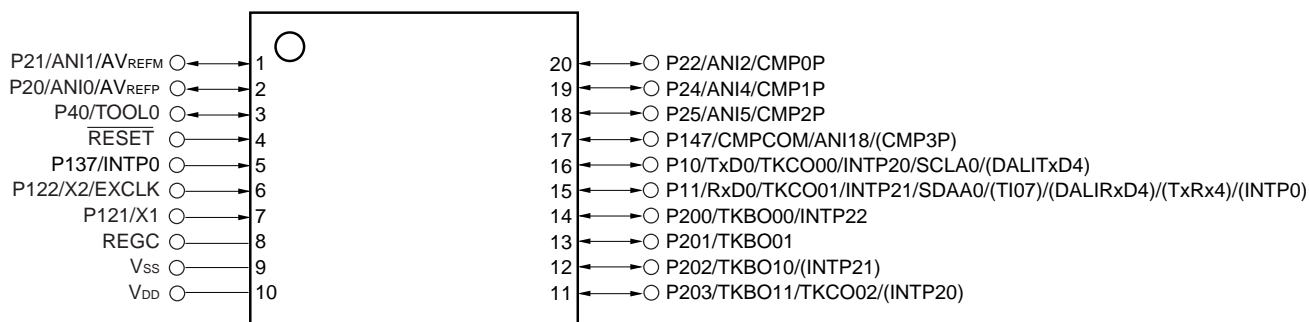 P21/ANI1/AVREFM 1 20 P22/ANI2/CMP0P
P20/ANI0/AVREFP 2 19 P24/ANI4/CMP1P
P40/TOOL0 3 18 P25/ANI5/CMP2P
RESET 4 17 P147/CMPCOM/ANI18/(CMP3P)
P137/INTP0 5 16 P10/TxD0/TKCO00/INTP20/SCLA0/(DALITxD4)
P122/X2/EXCLK 6 15 P11/RxD0/TKCO01/INTP21/SDAA0/(TI07)/(DALIRxD4)/(TxRx4)/(INTP0)
P121/X1 7 14 P200/TKBO00/INTP22
REGC 8 13 P201/TKBO01
VSS 9 12 P202/TKBO10/(INTP21)
VDD 10 11 P203/TKBO11/TKCO02/(INTP20)